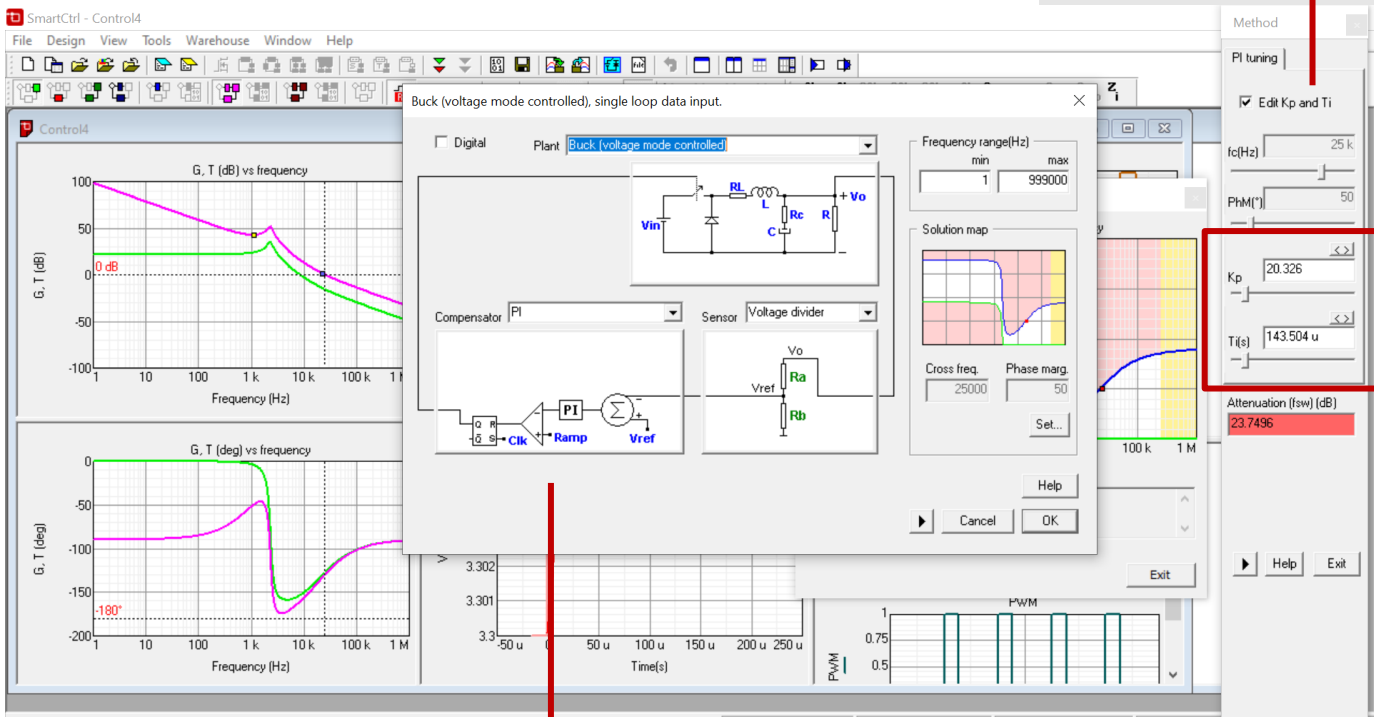 SmartCtrl - Control4
File Design View Tools Warehouse Window Help
Control4
G, T (dB) vs frequency
G, T (dB)
100
50
0
-50
-100
0 dB
1 10 100 1 k 10 k 100 k 1 M
Frequency (Hz)
G, T (deg) vs frequency
G, T (deg)
0
-50
-100
-150
-200
-180°
1 10 100 1 k 10 k 100 k 1 M
Frequency (Hz)
Buck (voltage mode controlled), single loop data input.
Digital
Plant Buck (voltage mode controlled)
Vin
RL
L
Rc
C
R
+ Vo
Compensator PI
Q R
Q S
Clk
Ramp
PI
Σ
-
+
Vref
Sensor Voltage divider
Vo
Ra
Vref
Rb
Frequency range(Hz)
min max
1 999000
Solution map
Cross freq. Phase marg.
25000 50
Set...
Help
Cancel OK
3.302
3.301
3.3
-50 u 0 50 u 100 u 150 u 200 u 250 u
Time(s)
100 k 1 M
Exit
PWM
PWM
1
0.75
0.5
Zi
Method
PI tuning
Edit Kp and Ti
fc(Hz) 25 k
PhM(°) 50
<>
Kp 20.326
<>
Ti(s) 143.504 u
Attenuation (fsw) (dB)
23.7496
Help Exit